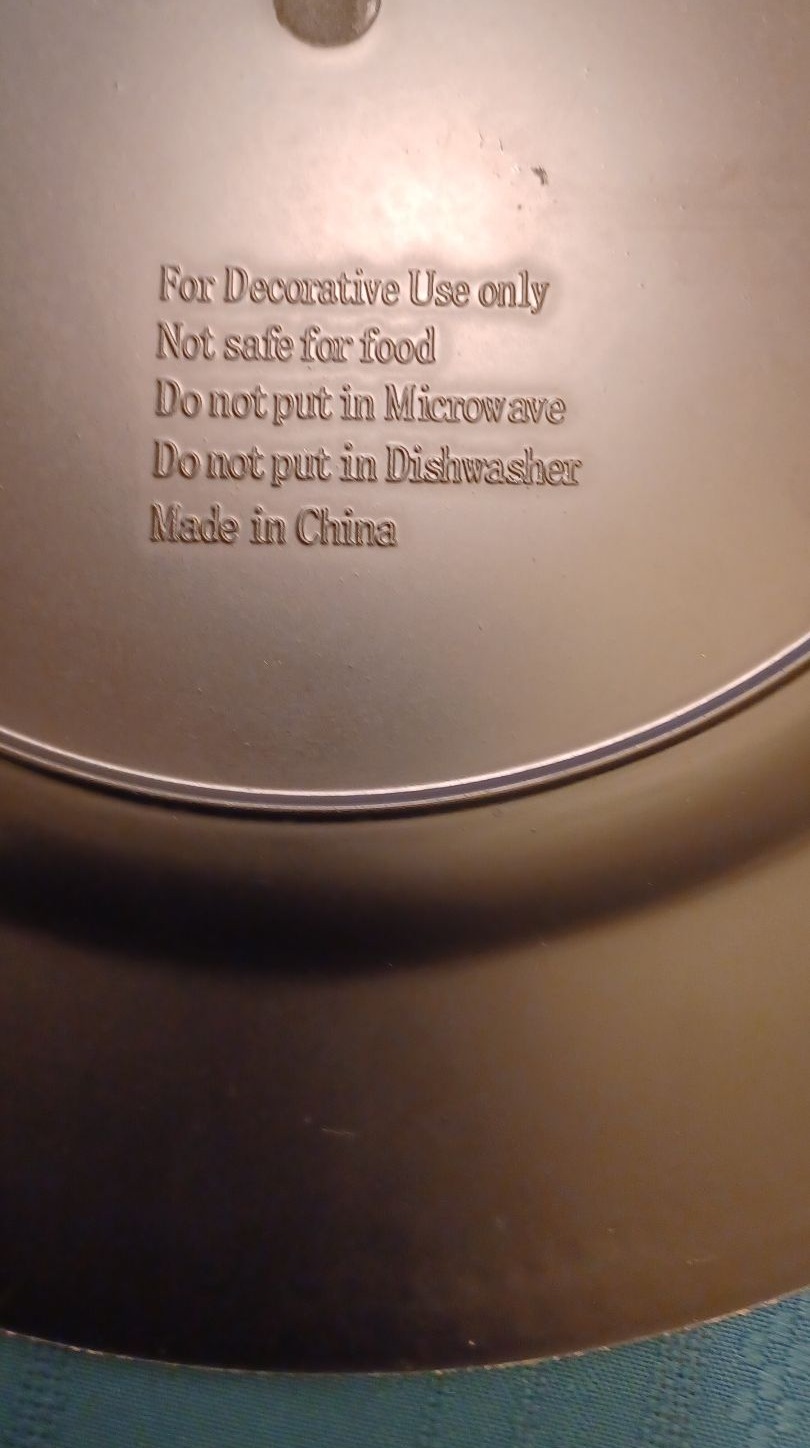 For Decorative Use only
Not safe for food
Do not put in Microwave
Do not put in Dishwasher
Made in China